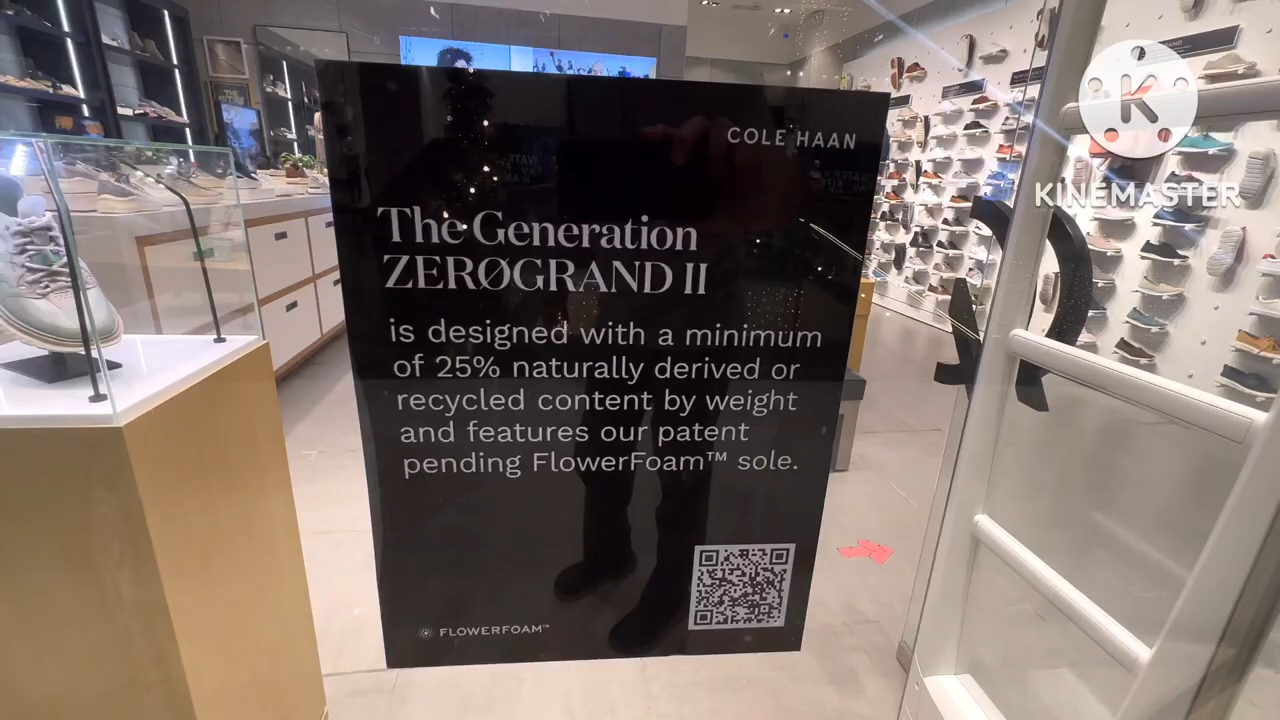 COLE HAAN
The Generation
ZERØGRAND II
is designed with a minimum
of 25% naturally derived or
recycled content by weight
and features our patent
pending FlowerFoam™ sole.
FLOWERFOAM™
K
KINEMASTER